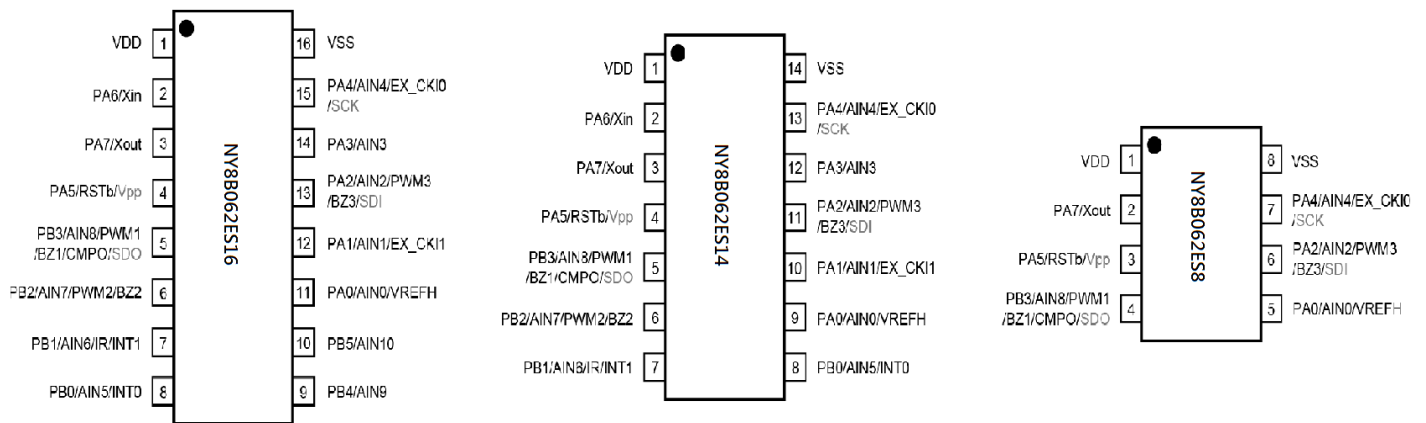 VDD 1
PA6/Xin 2
PA7/Xout 3
PA5/RSTb/Vpp 4
PB3/AIN8/PWM1
/BZ1/CMPO/SDO 5
PB2/AIN7/PWM2/BZ2 6
PB1/AIN6/IR/INT1 7
PB0/AIN5/INT0 8
NY8B062ES16
16 VSS
15 PA4/AIN4/EX_CKI0
/SCK
14 PA3/AIN3
13 PA2/AIN2/PWM3
/BZ3/SDI
12 PA1/AIN1/EX_CKI1
11 PA0/AIN0/VREFH
10 PB5/AIN10
9 PB4/AIN9
VDD 1
PA6/Xin 2
PA7/Xout 3
PA5/RSTb/Vpp 4
PB3/AIN8/PWM1
/BZ1/CMPO/SDO 5
PB2/AIN7/PWM2/BZ2 6
PB1/AIN6/IR/INT1 7
NY8B062ES14
14 VSS
13 PA4/AIN4/EX_CKI0
/SCK
12 PA3/AIN3
11 PA2/AIN2/PWM3
/BZ3/SDI
10 PA1/AIN1/EX_CKI1
9 PA0/AIN0/VREFH
8 PB0/AIN5/INT0
VDD 1
PA7/Xout 2
PA5/RSTb/Vpp 3
PB3/AIN8/PWM1
/BZ1/CMPO/SDO 4
NY8B062ES8
8 VSS
7 PA4/AIN4/EX_CKI0
/SCK
6 PA2/AIN2/PWM3
/BZ3/SDI
5 PA0/AIN0/VREFH